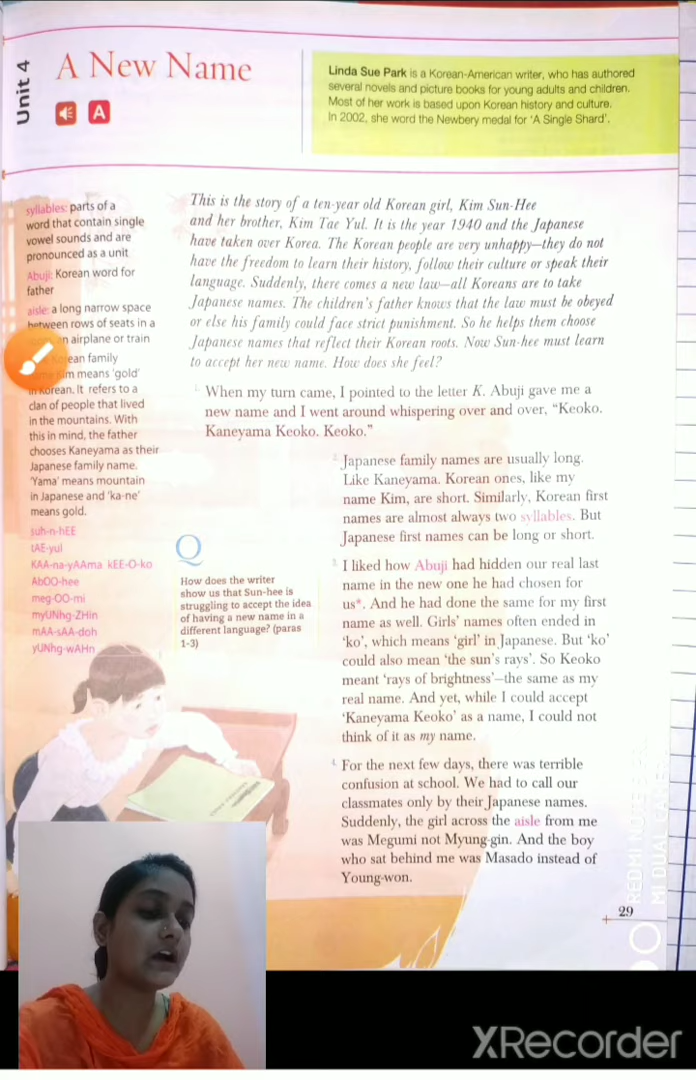 Unit 4
A New Name
A
Linda Sue Park is a Korean-American writer, who has authored
several novels and picture books for young adults and children.
Most of her work is based upon Korean history and culture.
In 2002, she word the Newbery medal for 'A Single Shard'.
syllables: parts of a
word that contain single
vowel sounds and are
pronounced as a unit
Abuji: Korean word for
father
aisle: a long narrow space
between rows of seats in a
an airplane or train
ean family
m means 'gold'
in Korean. It refers to a
clan of people that lived
in the mountains. With
this in mind, the father
chooses Kaneyama as their
Japanese family name.
'Yama' means mountain
in Japanese and 'ka-ne'
means gold.
suh-n-hEE
tAE-yul
KAA-na-yAAma kEE-O-ko
AbOO-hee
meg-OO-mi
myUNhg-ZHin
mAA-sAA-doh
yUNhg-wAHn
This is the story of a ten-year old Korean girl, Kim Sun-Hee
and her brother, Kim Tae Yul. It is the year 1940 and the Japanese
have taken over Korea. The Korean people are very unhappy—they do not
have the freedom to learn their history, follow their culture or speak their
language. Suddenly, there comes a new law—all Koreans are to take
Japanese names. The children's father knows that the law must be obeyed
or else his family could face strict punishment. So he helps them choose
Japanese names that reflect their Korean roots. Now Sun-hee must learn
to accept her new name. How does she feel?
1. When my turn came, I pointed to the letter K. Abuji gave me a
new name and I went around whispering over and over, "Keoko.
Kaneyama Keoko. Keoko."
2. Japanese family names are usually long.
Like Kaneyama. Korean ones, like my
name Kim, are short. Similarly, Korean first
names are almost always two syllables. But
Japanese first names can be long or short.
Q
How does the writer
show us that Sun-hee is
struggling to accept the idea
of having a new name in a
different language? (paras
1-3)
3. I liked how Abuji had hidden our real last
name in the new one he had chosen for
us*. And he had done the same for my first
name as well. Girls' names often ended in
'ko', which means 'girl' in Japanese. But 'ko'
could also mean 'the sun's rays'. So Keoko
meant 'rays of brightness'—the same as my
real name. And yet, while I could accept
'Kaneyama Keoko' as a name, I could not
think of it as my name.
4. For the next few days, there was terrible
confusion at school. We had to call our
classmates only by their Japanese names.
Suddenly, the girl across the aisle from me
was Megumi not Myung-gin. And the boy
who sat behind me was Masado instead of
Young-won.
29
REDMI NOTE
MI DUAL CAMERA
XRecorder